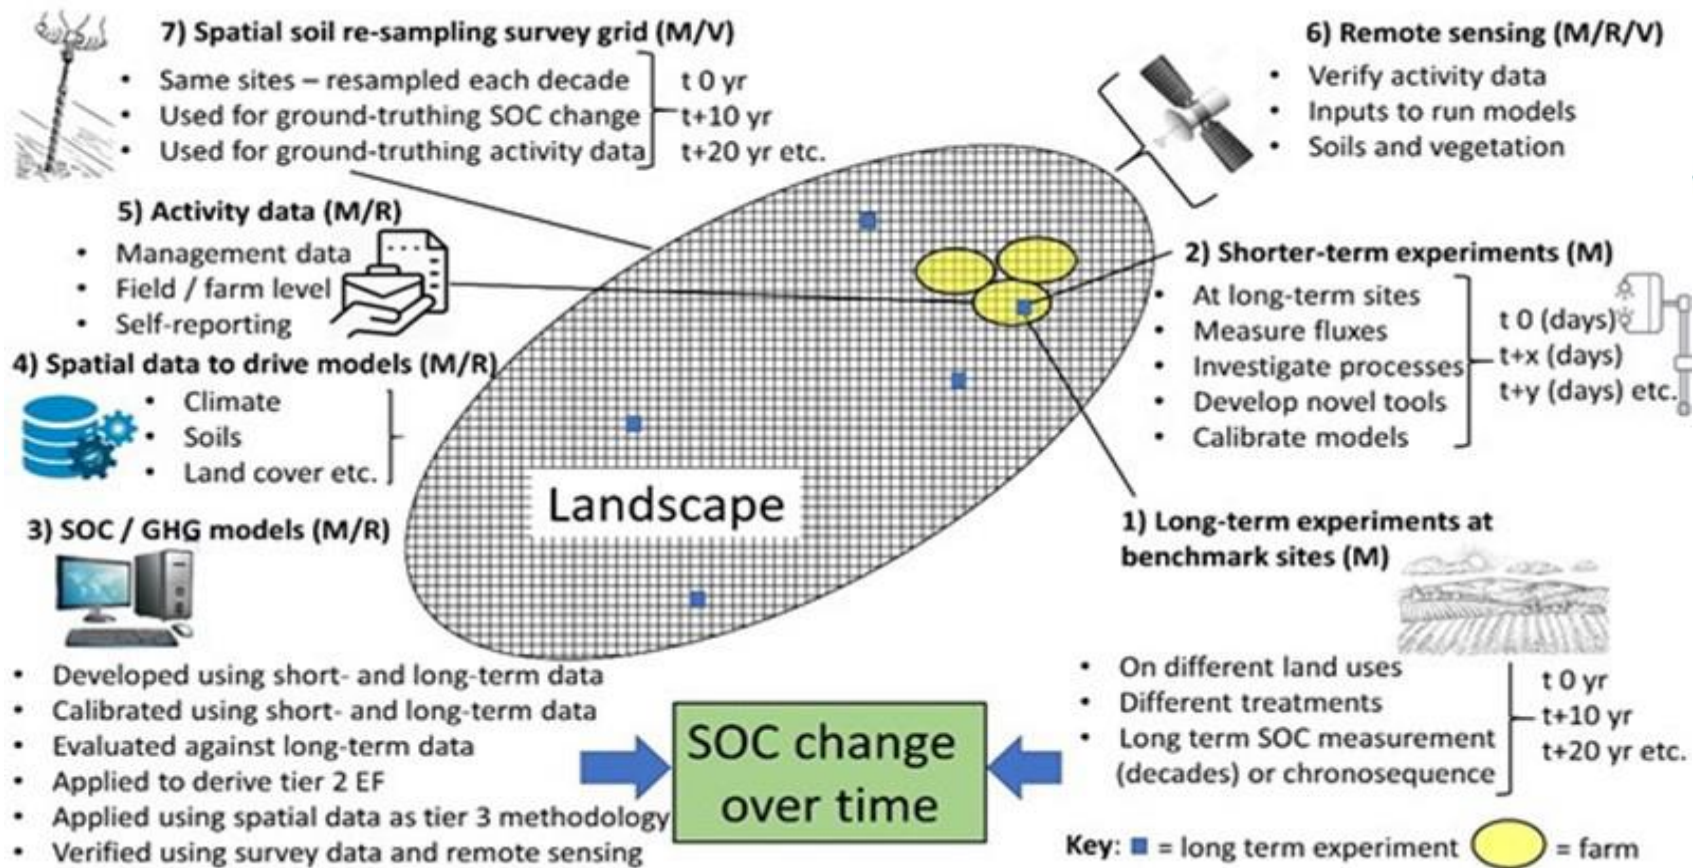 7) Spatial soil re-sampling survey grid (M/V)
• Same sites – resampled each decade
• Used for ground-truthing SOC change
• Used for ground-truthing activity data
t 0 yr
t+10 yr
t+20 yr etc.
6) Remote sensing (M/R/V)
• Verify activity data
• Inputs to run models
• Soils and vegetation
5) Activity data (M/R)
• Management data
• Field / farm level
• Self-reporting
2) Shorter-term experiments (M)
• At long-term sites
• Measure fluxes
• Investigate processes
• Develop novel tools
• Calibrate models
t 0 (days)
t+x (days)
t+y (days) etc.
4) Spatial data to drive models (M/R)
• Climate
• Soils
• Land cover etc.
Landscape
3) SOC / GHG models (M/R)
• Developed using short- and long-term data
• Calibrated using short- and long-term data
• Evaluated against long-term data
• Applied to derive tier 2 EF
• Applied using spatial data as tier 3 methodology
• Verified using survey data and remote sensing
1) Long-term experiments at
benchmark sites (M)
• On different land uses
• Different treatments
• Long term SOC measurement
(decades) or chronosequence
t 0 yr
t+10 yr
t+20 yr etc.
SOC change
over time
Key: = long term experiment = farm